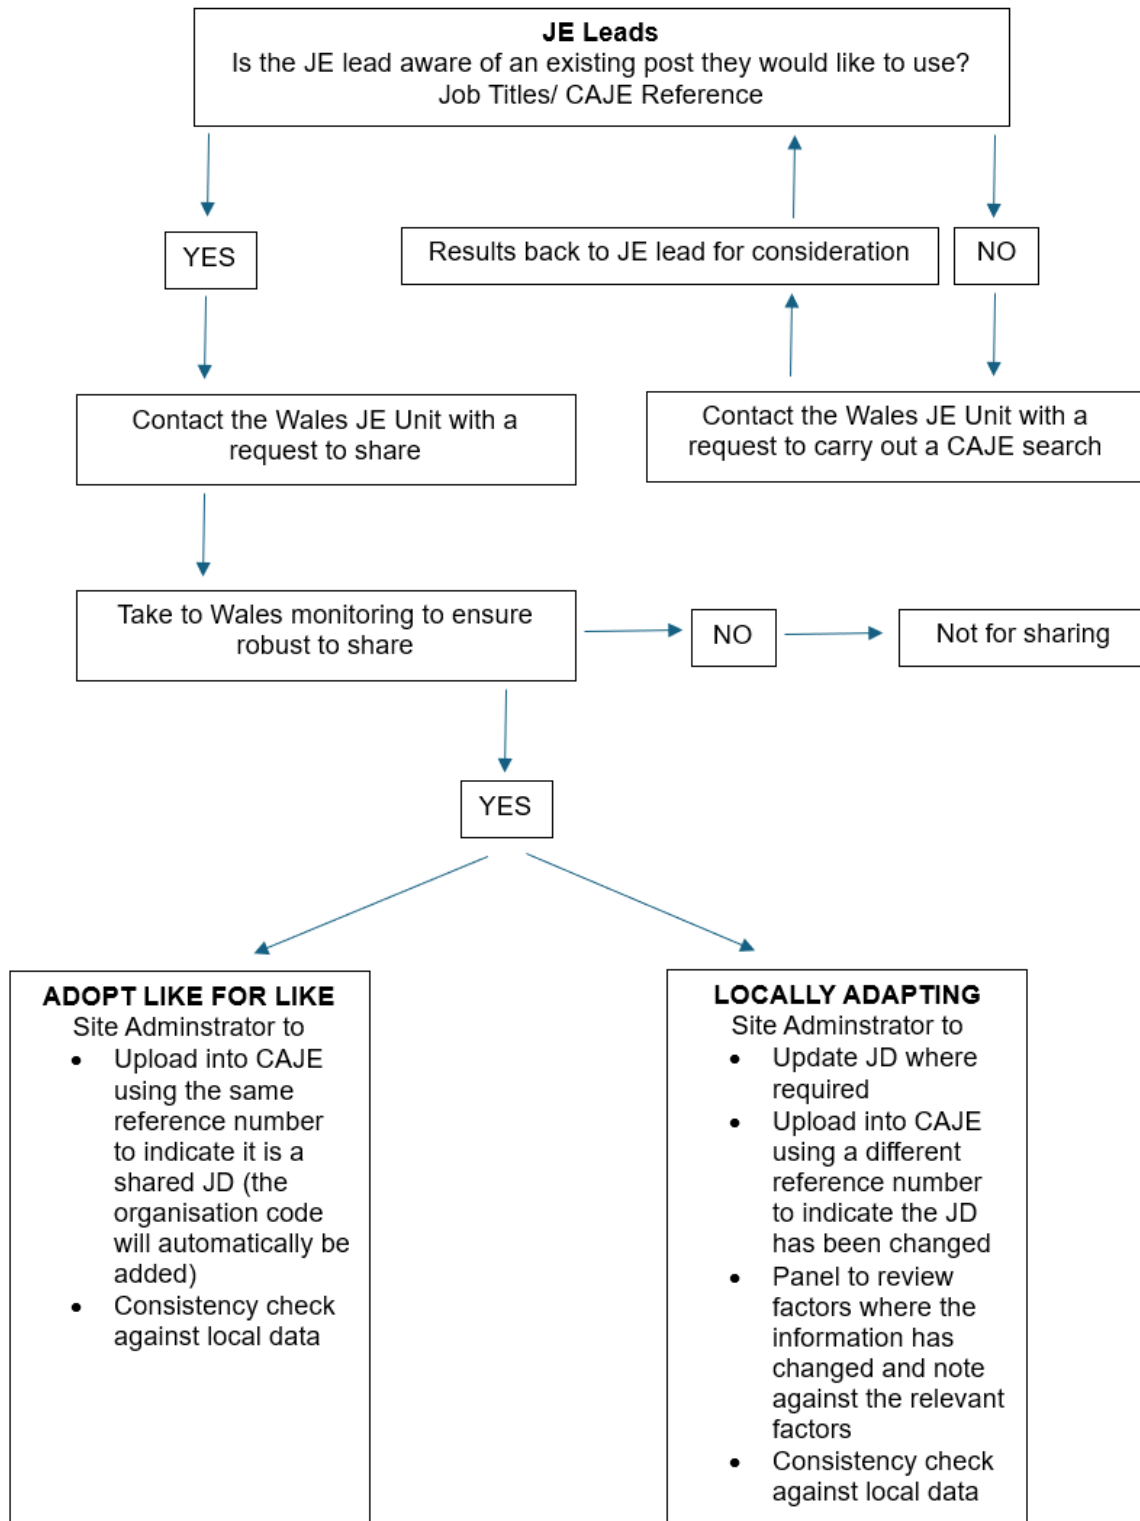 JE Leads
Is the JE lead aware of an existing post they would like to use?
Job Titles/ CAJE Reference
YES
Results back to JE lead for consideration
NO
Contact the Wales JE Unit with a
request to share
Contact the Wales JE Unit with a
request to carry out a CAJE search
Take to Wales monitoring to ensure
robust to share
NO
Not for sharing
YES
ADOPT LIKE FOR LIKE
Site Adminstrator to
• Upload into CAJE
using the same
reference number
to indicate it is a
shared JD (the
organisation code
will automatically be
added)
• Consistency check
against local data
LOCALLY ADAPTING
Site Adminstrator to
• Update JD where
required
• Upload into CAJE
using a different
reference number
to indicate the JD
has been changed
• Panel to review
factors where the
information has
changed and note
against the relevant
factors
• Consistency check
against local data